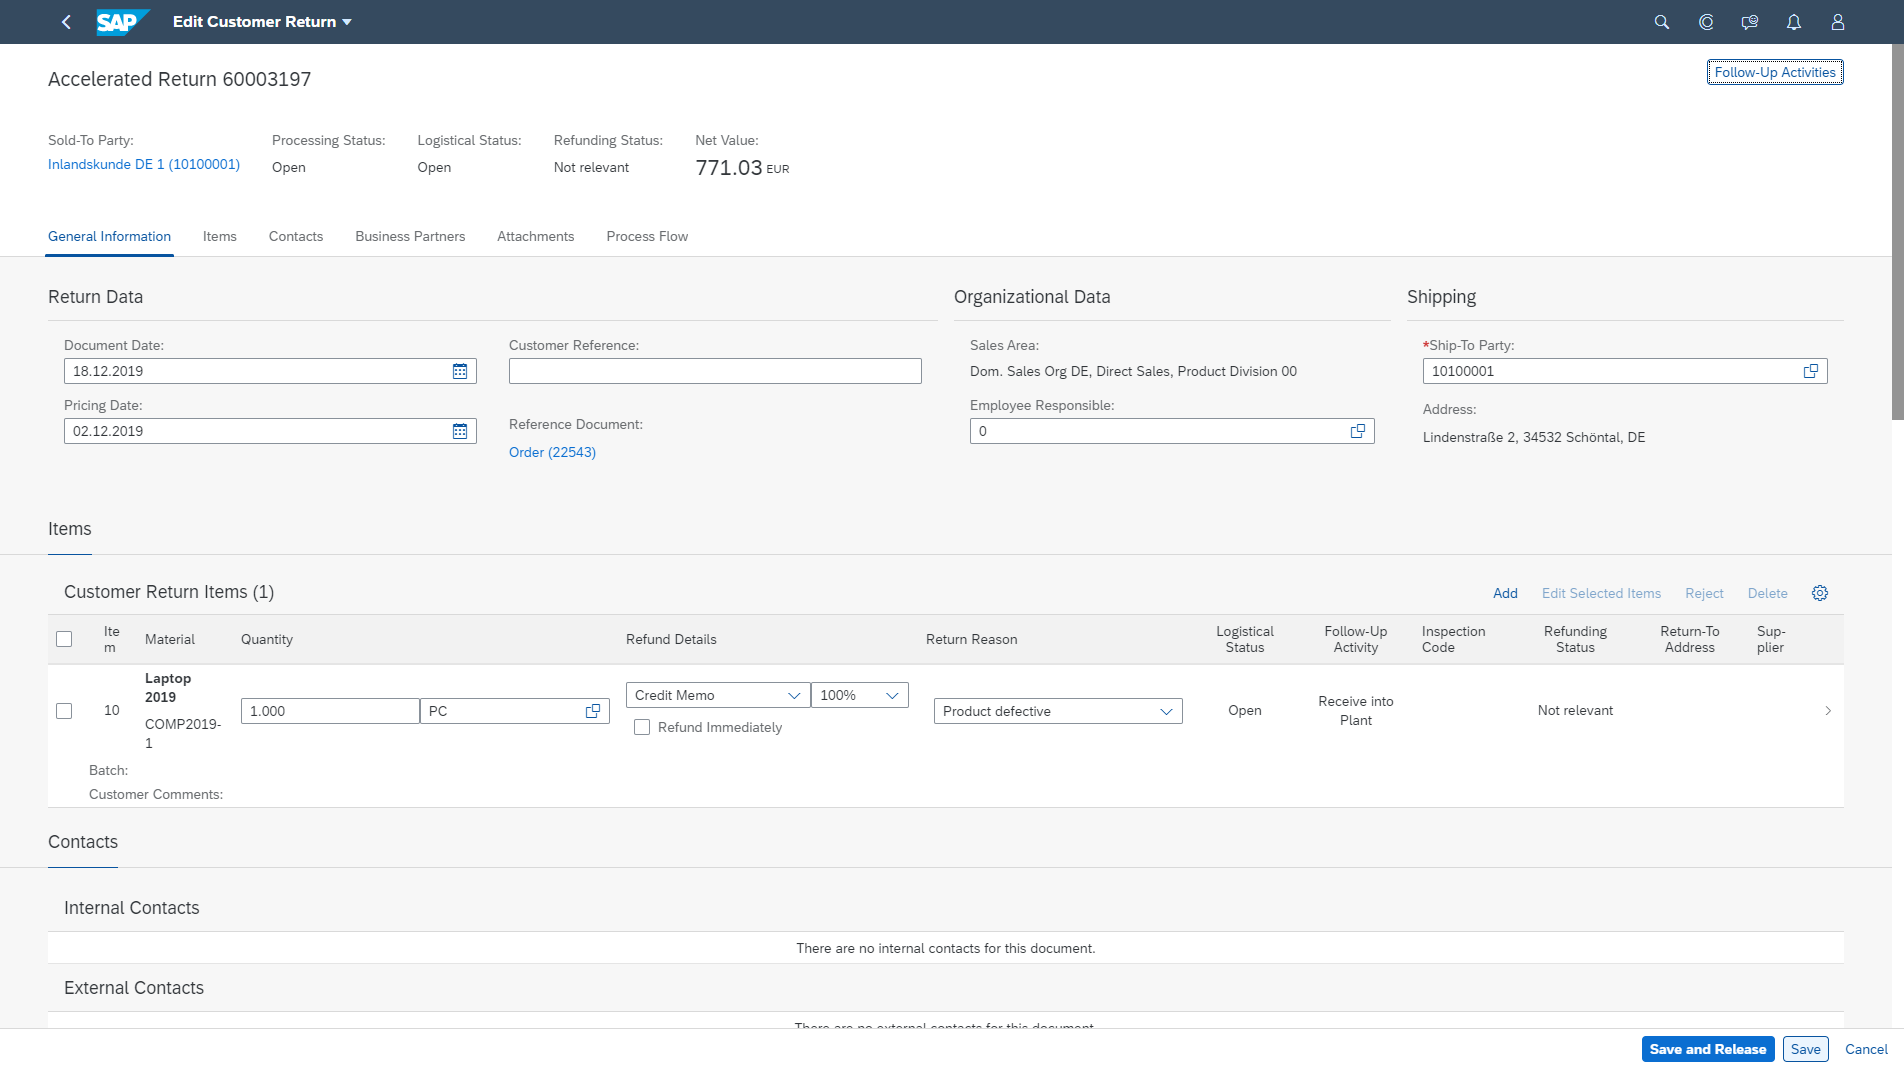 SAP Edit Customer Return
Accelerated Return 60003197
Follow-Up Activities
Sold-To Party: Processing Status: Logistical Status: Refunding Status: Net Value:
Inlandskunde DE 1 (10100001) Open Open Not relevant 771.03 EUR
General Information Items Contacts Business Partners Attachments Process Flow
Return Data Organizational Data Shipping
Document Date: Customer Reference: Sales Area: *Ship-To Party:
18.12.2019 Dom. Sales Org DE, Direct Sales, Product Division 00 10100001
Pricing Date: Employee Responsible: Address:
02.12.2019 Reference Document: 0 Lindenstraße 2, 34532 Schöntal, DE
Order (22543)
Items
Customer Return Items (1) Add Edit Selected Items Reject Delete
Ite
m
Material
Quantity
Refund Details
Return Reason
Logistical
Status
Follow-Up
Activity
Inspection
Code
Refunding
Status
Return-To
Address
Sup-
plier
10
Laptop
2019
COMP2019-
1
1.000 PC
Credit Memo 100%
Refund Immediately
Product defective
Open
Receive into
Plant
Not relevant
Batch:
Customer Comments:
Contacts
Internal Contacts
There are no internal contacts for this document.
External Contacts
There are no external contacts for this document.
Save and Release Save Cancel